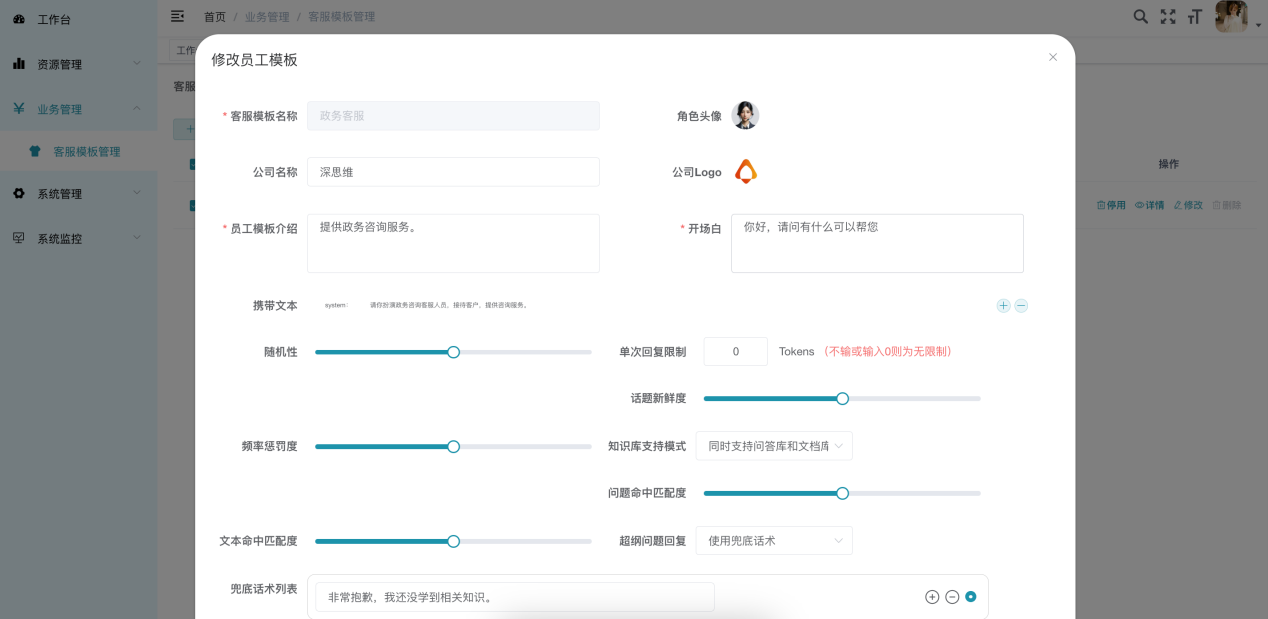 工作台
首页 / 业务管理 / 客服模板管理
工作
资源管理
客服
业务管理
客服模板管理
系统管理
系统监控
操作
停用 详情 修改 删除
修改员工模板
* 客服模板名称 政务客服
角色头像
公司名称 深思维
公司Logo
* 员工模板介绍 提供政务咨询服务。
* 开场白 你好，请问有什么可以帮您
携带文本 system: 请你扮演政务咨询客服人员，接待客户，提供咨询服务。
随机性
单次回复限制 0 Tokens （不输或输入0则为无限制）
话题新鲜度
频率惩罚度
知识库支持模式 同时支持问答库和文档库
问题命中匹配度
文本命中匹配度
超纲问题回复 使用兜底话术
兜底话术列表 非常抱歉，我还没学到相关知识。